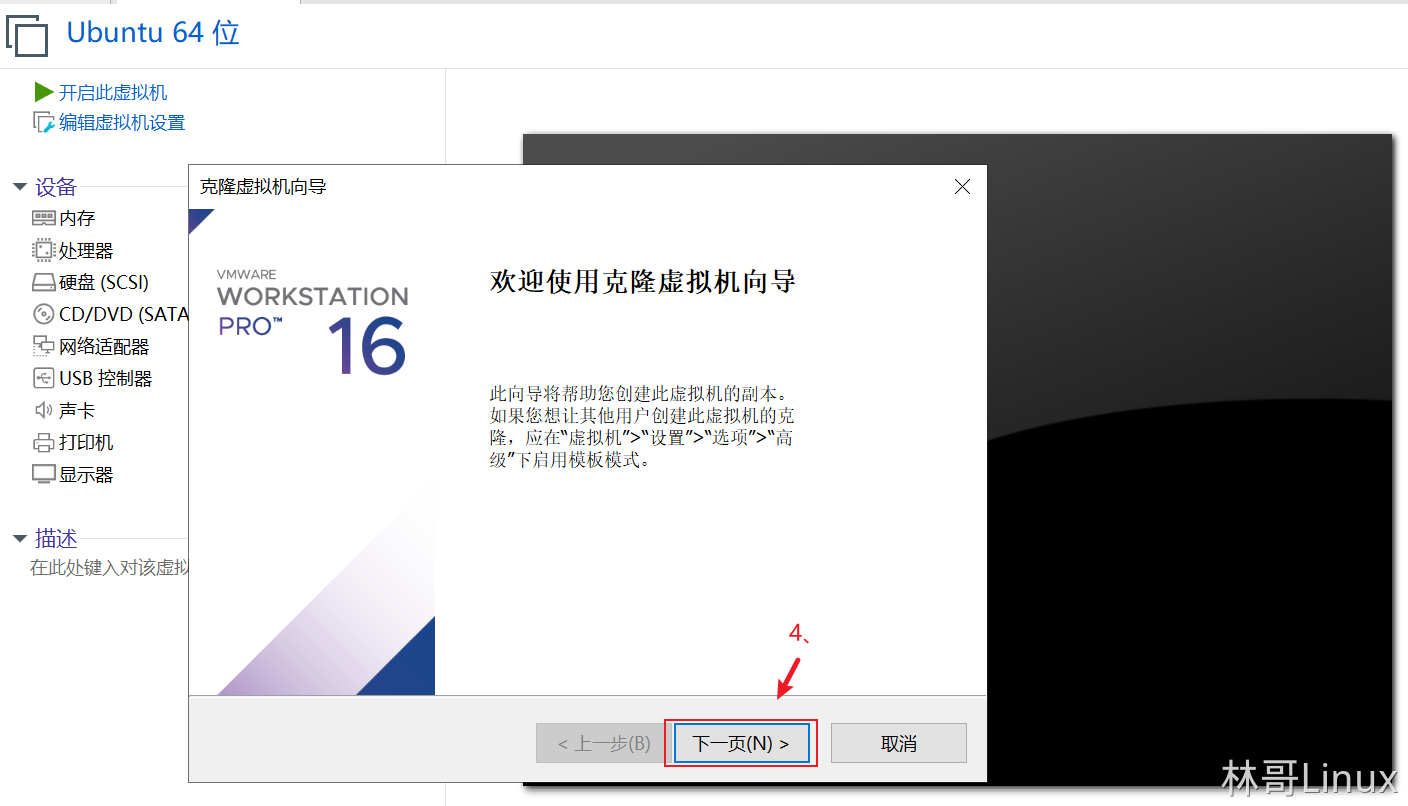 Ubuntu 64 位
开启此虚拟机
编辑虚拟机设置
设备
内存
处理器
硬盘 (SCSI)
CD/DVD (SATA
网络适配器
USB 控制器
声卡
打印机
显示器
描述
在此处键入对该虚拟
克隆虚拟机向导
VMWARE
WORKSTATION
PRO™
16
欢迎使用克隆虚拟机向导
此向导将帮助您创建此虚拟机的副本。
如果您想让其他用户创建此虚拟机的克
隆，应在“虚拟机”>“设置”>“选项”>“高
级”下启用模板模式。
4、
< 上一步(B)
下一页(N) >
取消
林哥Linux